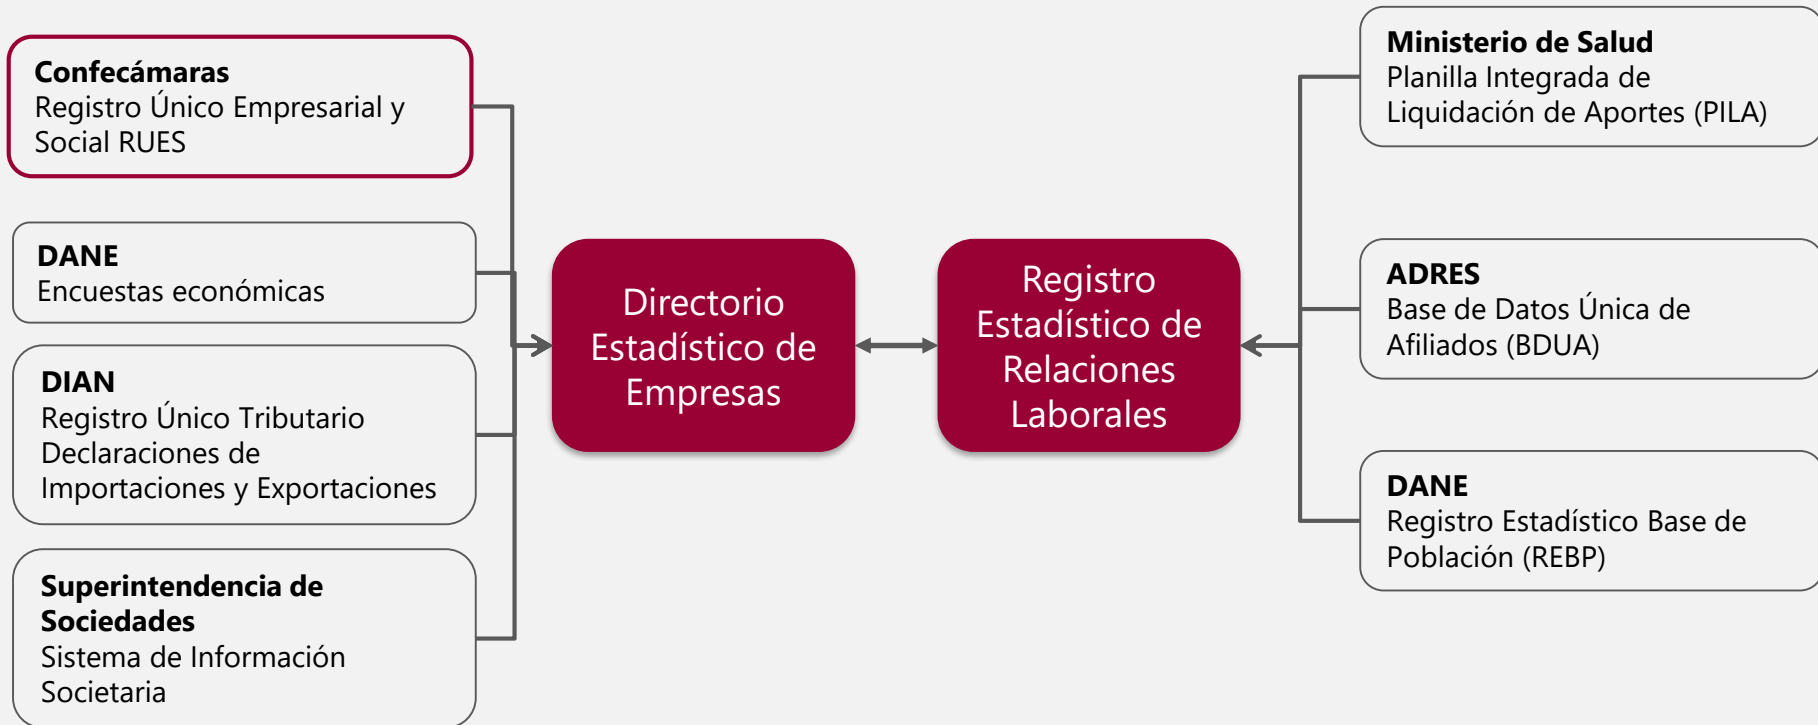 Confecámaras
Registro Único Empresarial y
Social RUES
DANE
Encuestas económicas
DIAN
Registro Único Tributario
Declaraciones de
Importaciones y Exportaciones
Superintendencia de
Sociedades
Sistema de Información
Societaria
Directorio
Estadístico de
Empresas
Registro
Estadístico de
Relaciones
Laborales
Ministerio de Salud
Planilla Integrada de
Liquidación de Aportes (PILA)
ADRES
Base de Datos Única de
Afiliados (BDUA)
DANE
Registro Estadístico Base de
Población (REBP)